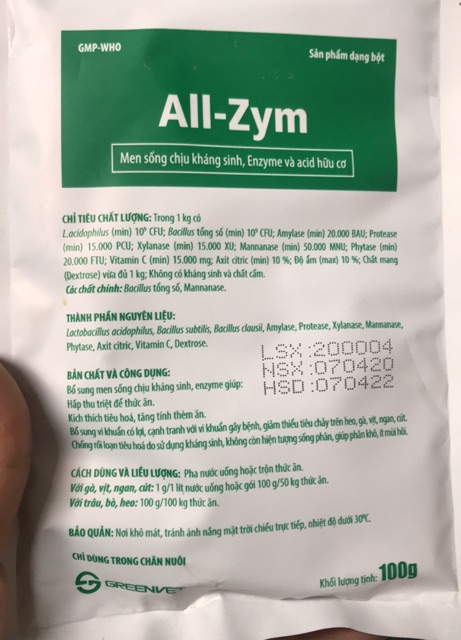 GMP-WHO
Sản phẩm dạng bột
All-Zym
Men sống chịu kháng sinh, Enzyme và acid hữu cơ
CHỈ TIÊU CHẤT LƯỢNG: Trong 1 kg có
L.acidophilus (min) 10⁹ CFU; Bacillus tổng số (min) 10⁹ CFU; Amylase (min) 20.000 BAU; Protease
(min) 15.000 PCU; Xylanase (min) 15.000 XU; Mannanase (min) 50.000 MNU; Phytase (min)
20.000 FTU; Vitamin C (min) 15.000 mg; Axit citric (min) 10 %; Độ ẩm (max) 10 %; Chất mang
(Dextrose) vừa đủ 1 kg; Không có kháng sinh và chất cấm.
Các chất chính: Bacillus tổng số, Mannanase.
THÀNH PHẦN NGUYÊN LIỆU:
Lactobacillus acidophilus, Bacillus subtilis, Bacillus clausii, Amylase, Protease, Xylanase, Mannanase,
Phytase, Axit citric, Vitamin C, Dextrose.
LSX :200004
NSX :070420
HSD :070422
BẢN CHẤT VÀ CÔNG DỤNG:
Bổ sung men sống chịu kháng sinh, enzyme giúp:
Hấp thu triệt để thức ăn.
Kích thích tiêu hoá, tăng tính thèm ăn.
Bổ sung vi khuẩn có lợi, cạnh tranh với vi khuẩn gây bệnh, giảm thiểu tiêu chảy trên heo, gà, vịt, ngan, cút.
Chống rối loạn tiêu hoá do sử dụng kháng sinh, không còn hiện tượng sống phân, giúp phân khô, ít mùi hôi.
CÁCH DÙNG VÀ LIỀU LƯỢNG: Pha nước uống hoặc trộn thức ăn.
Với gà, vịt, ngan, cút: 1 g/1 lít nước uống hoặc gói 100 g/50 kg thức ăn.
Với trâu, bò, heo: 100 g/100 kg thức ăn.
BẢO QUẢN: Nơi khô mát, tránh ánh nắng mặt trời chiếu trực tiếp, nhiệt độ dưới 30ºC.
CHỈ DÙNG TRONG CHĂN NUÔI
GREENVET
Khối lượng tịnh: 100g